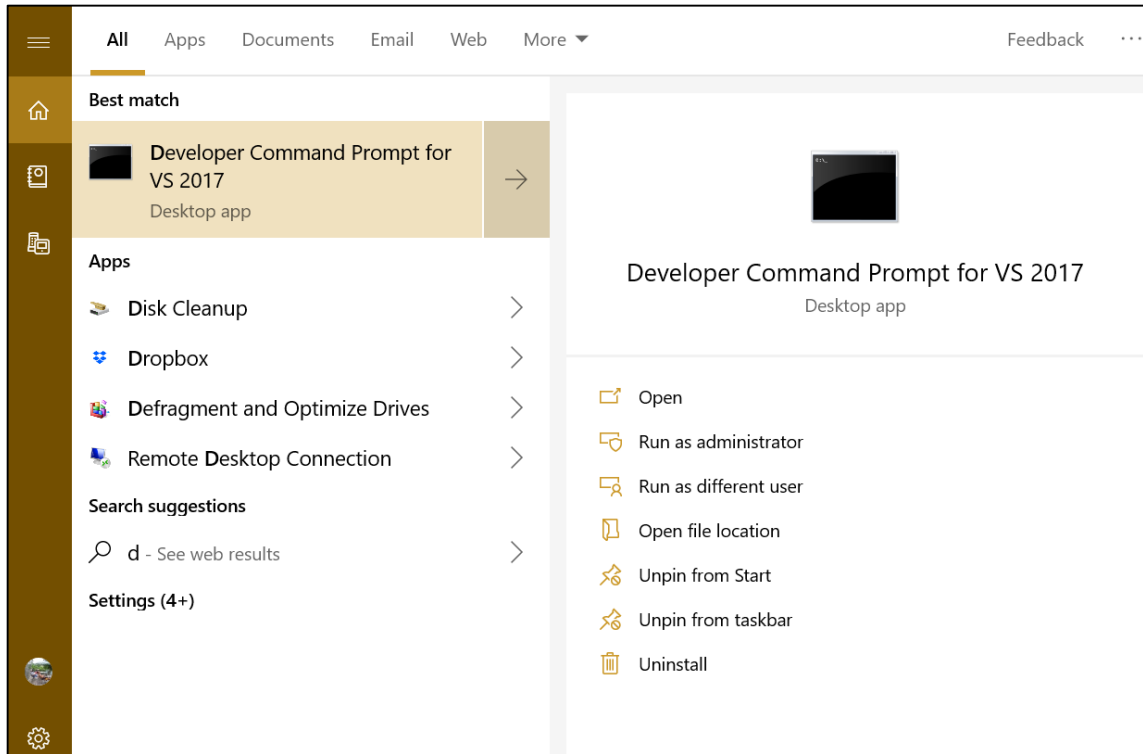 All Apps Documents Email Web More Feedback ...
Best match
Developer Command Prompt for
VS 2017
Desktop app
Apps
Disk Cleanup
Dropbox
Defragment and Optimize Drives
Remote Desktop Connection
Search suggestions
d - See web results
Settings (4+)
Developer Command Prompt for VS 2017
Desktop app
Open
Run as administrator
Run as different user
Open file location
Unpin from Start
Unpin from taskbar
Uninstall